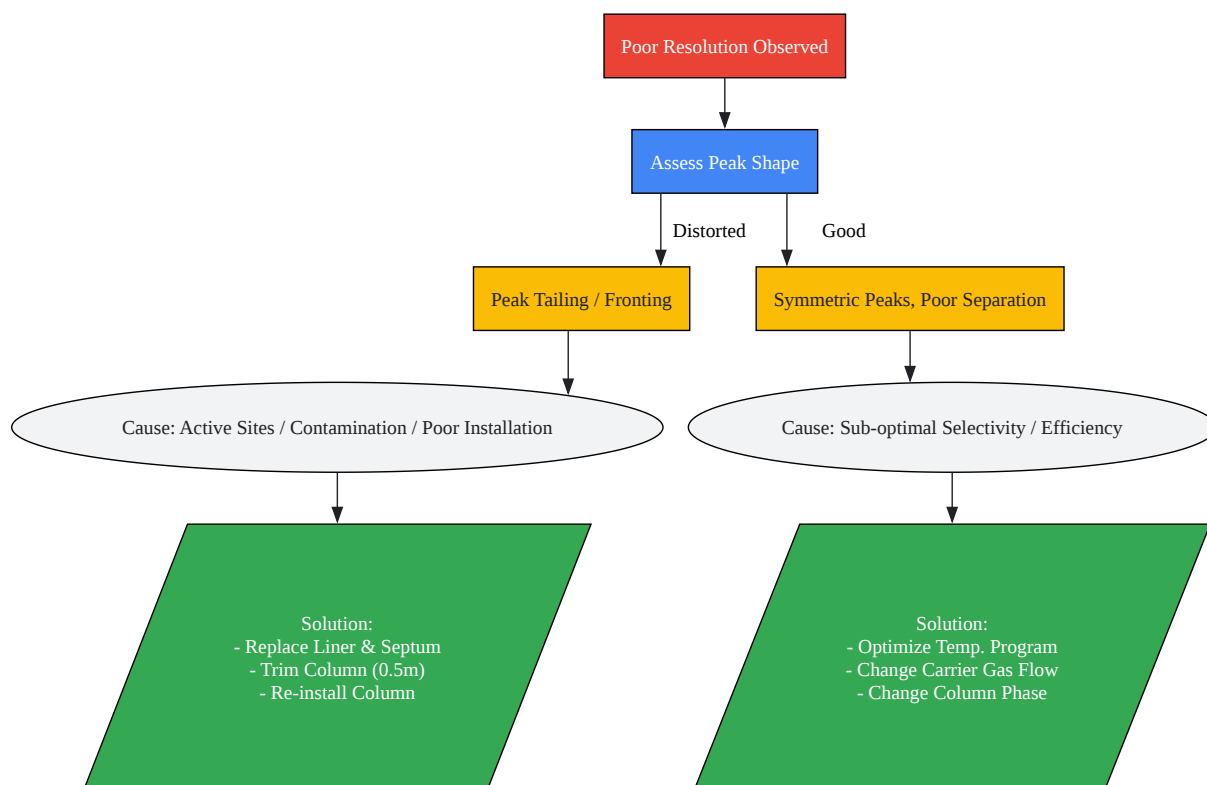 Poor Resolution Observed
Assess Peak Shape
Distorted
Good
Peak Tailing / Fronting
Symmetric Peaks, Poor Separation
Cause: Active Sites / Contamination / Poor Installation
Cause: Sub-optimal Selectivity / Efficiency
Solution:
- Replace Liner & Septum
- Trim Column (0.5m)
- Re-install Column
Solution:
- Optimize Temp. Program
- Change Carrier Gas Flow
- Change Column Phase